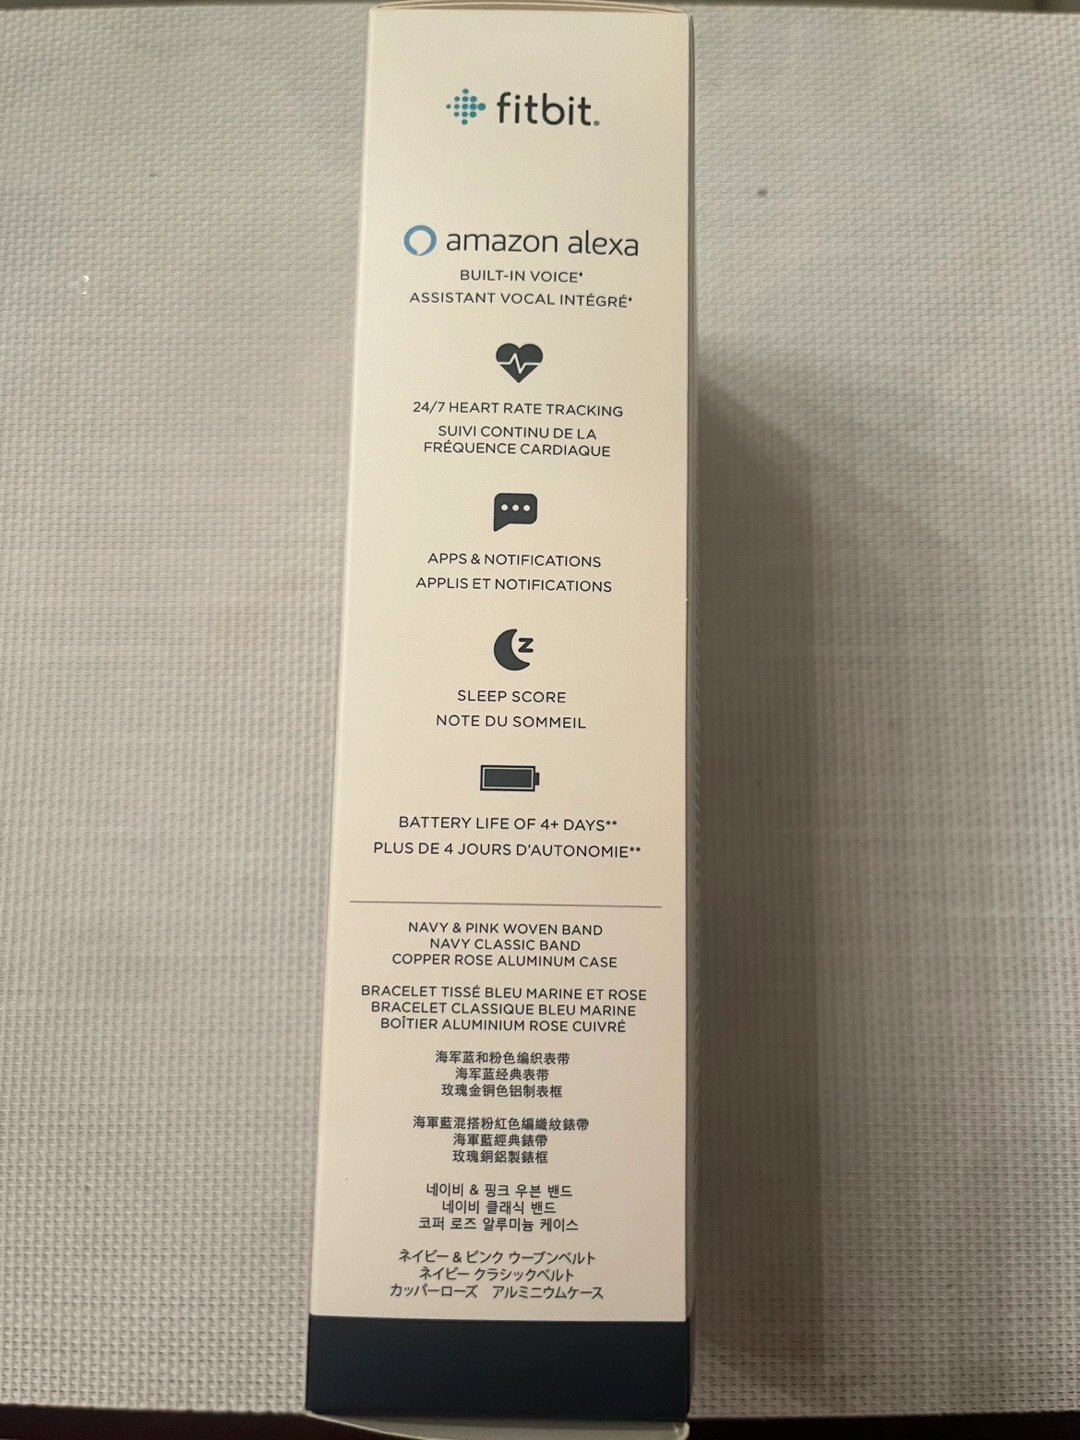 fitbit.
amazon alexa
BUILT-IN VOICE♦
ASSISTANT VOCAL INTÉGRÉ♦
24/7 HEART RATE TRACKING
SUIVI CONTINU DE LA
FRÉQUENCE CARDIAQUE
APPS & NOTIFICATIONS
APPLIS ET NOTIFICATIONS
Z
SLEEP SCORE
NOTE DU SOMMEIL
BATTERY LIFE OF 4+ DAYS**
PLUS DE 4 JOURS D'AUTONOMIE**
NAVY & PINK WOVEN BAND
NAVY CLASSIC BAND
COPPER ROSE ALUMINUM CASE
BRACELET TISSÉ BLEU MARINE ET ROSE
BRACELET CLASSIQUE BLEU MARINE
BOÎTIER ALUMINIUM ROSE CUIVRÉ
海军蓝和粉色编织表带
海军蓝经典表带
玫瑰金铜色铝制表框
海軍藍混搭粉紅色編織紋錶帶
海軍藍經典錶帶
玫瑰銅鋁製錶框
네이비 & 핑크 우븐 밴드
네이비 클래식 밴드
코퍼 로즈 알루미늄 케이스
ネイビー & ピンク ウーブンベルト
ネイビー クラシックベルト
カッパーローズ アルミニウムケース